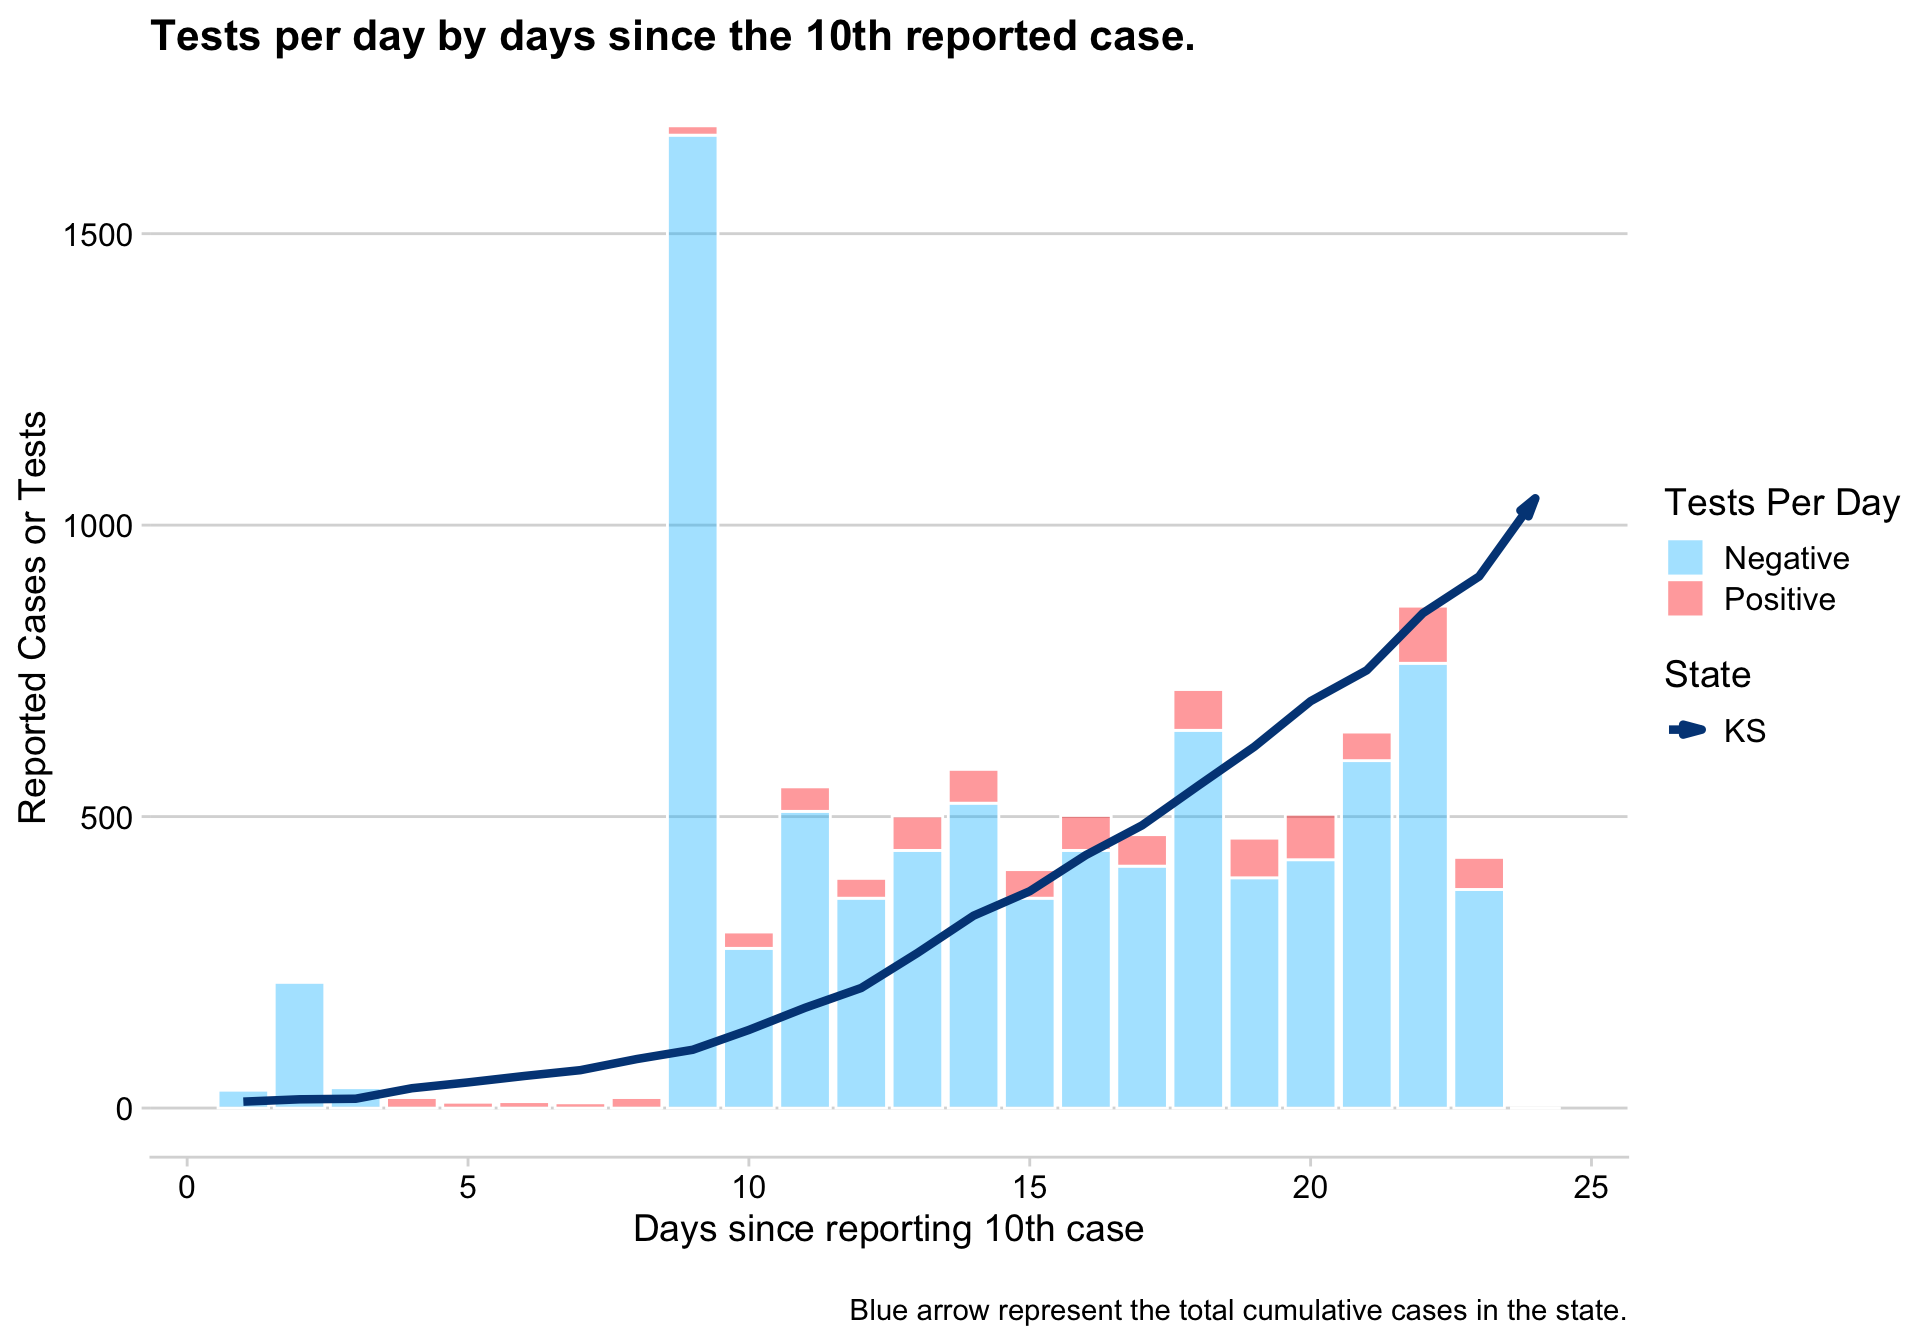 Tests per day by days since the 10th reported case.
Reported Cases or Tests
1500
1000
500
0
0 5 10 15 20 25
Days since reporting 10th case
Tests Per Day
Negative
Positive
State
KS
Blue arrow represent the total cumulative cases in the state.